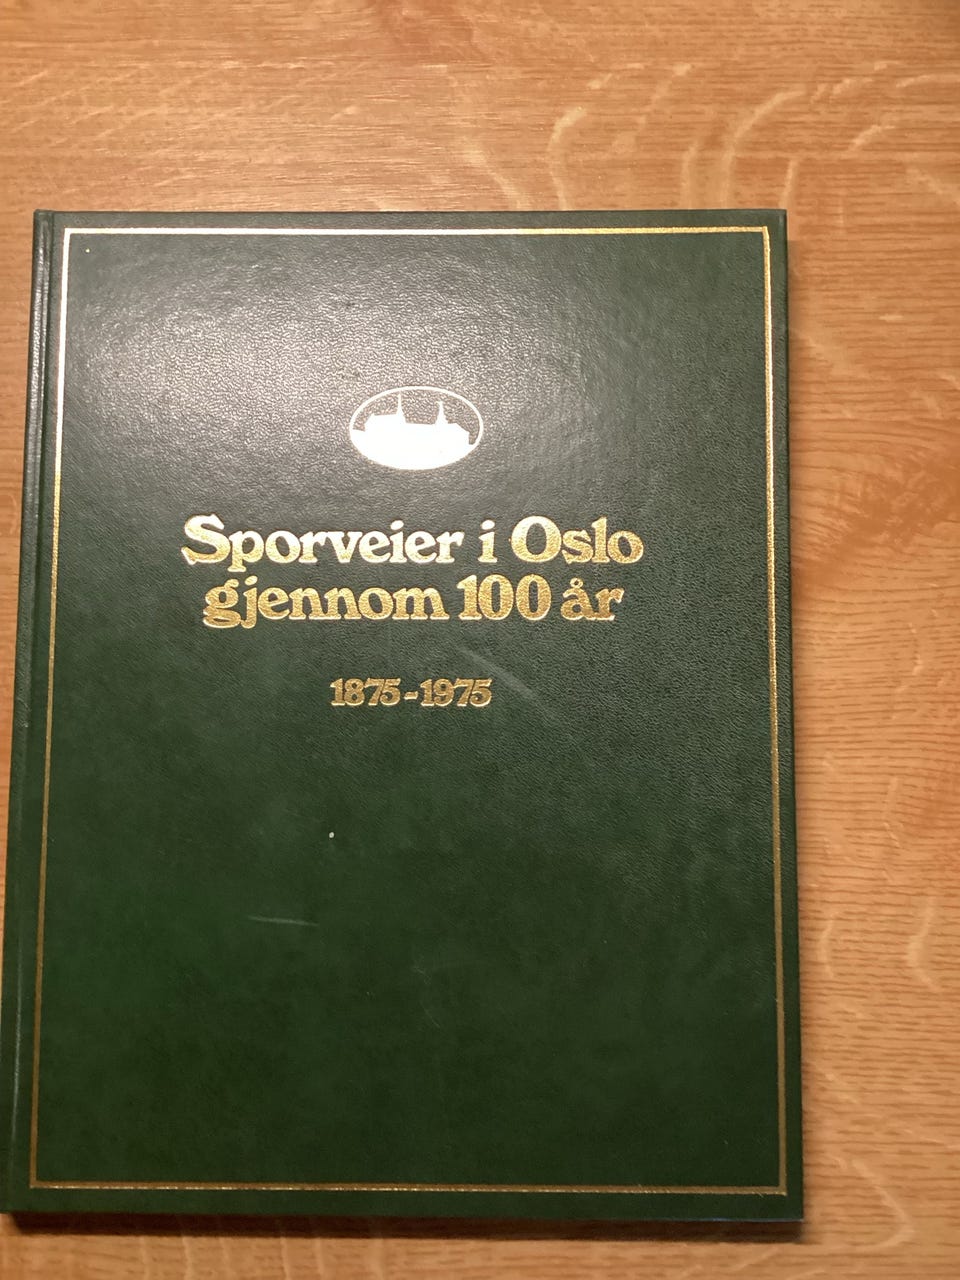 Sporveier i Oslo
gjennom 100 år
1875-1975